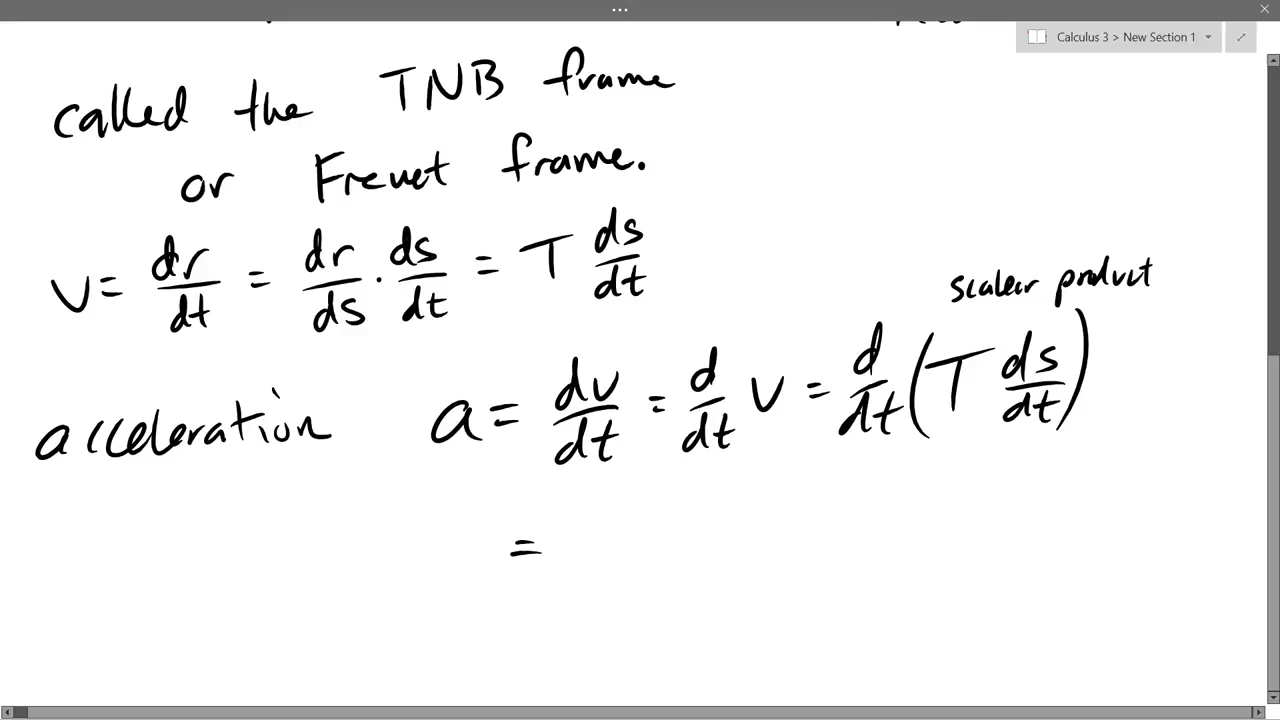 Calculus 3 > New Section 1
called the TNB frame
or Frenet frame.
v = dr/dt = dr/ds · ds/dt = T ds/dt
scalar product
acceleration a = dv/dt = d/dt v = d/dt (T ds/dt)
=